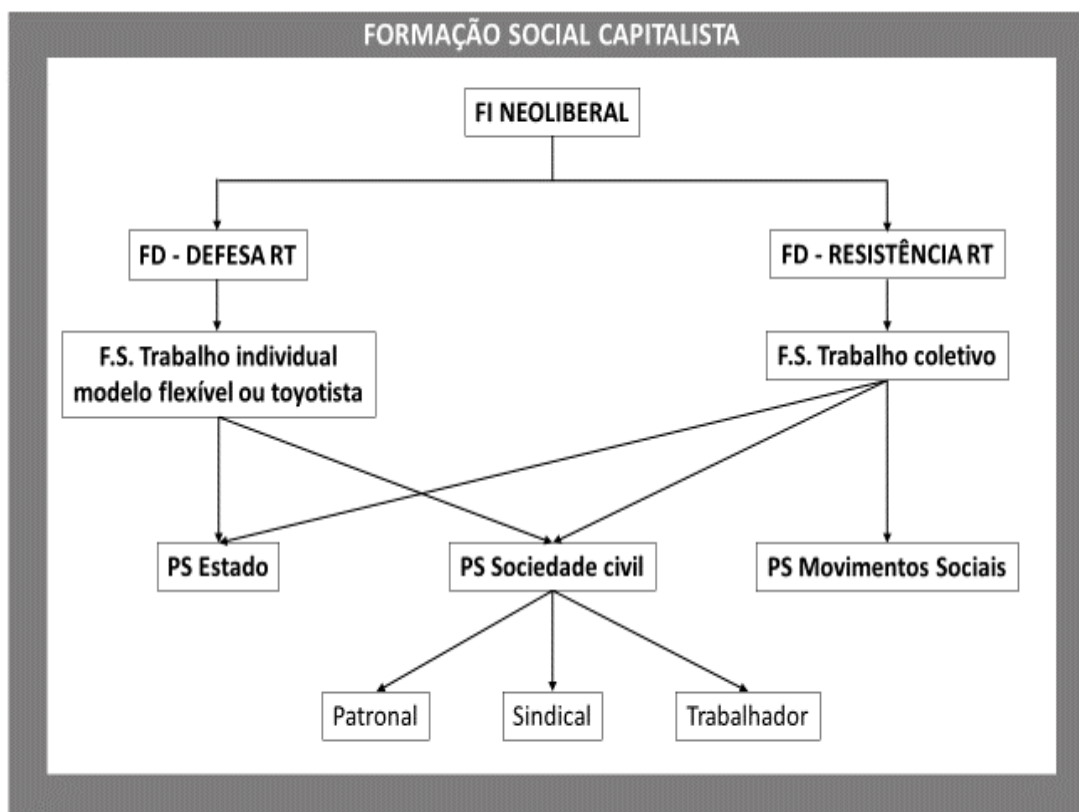 FORMAÇÃO SOCIAL CAPITALISTA
FI NEOLIBERAL
FD - DEFESA RT
FD - RESISTÊNCIA RT
F.S. Trabalho individual
modelo flexível ou toyotista
F.S. Trabalho coletivo
PS Estado
PS Sociedade civil
PS Movimentos Sociais
Patronal
Sindical
Trabalhador